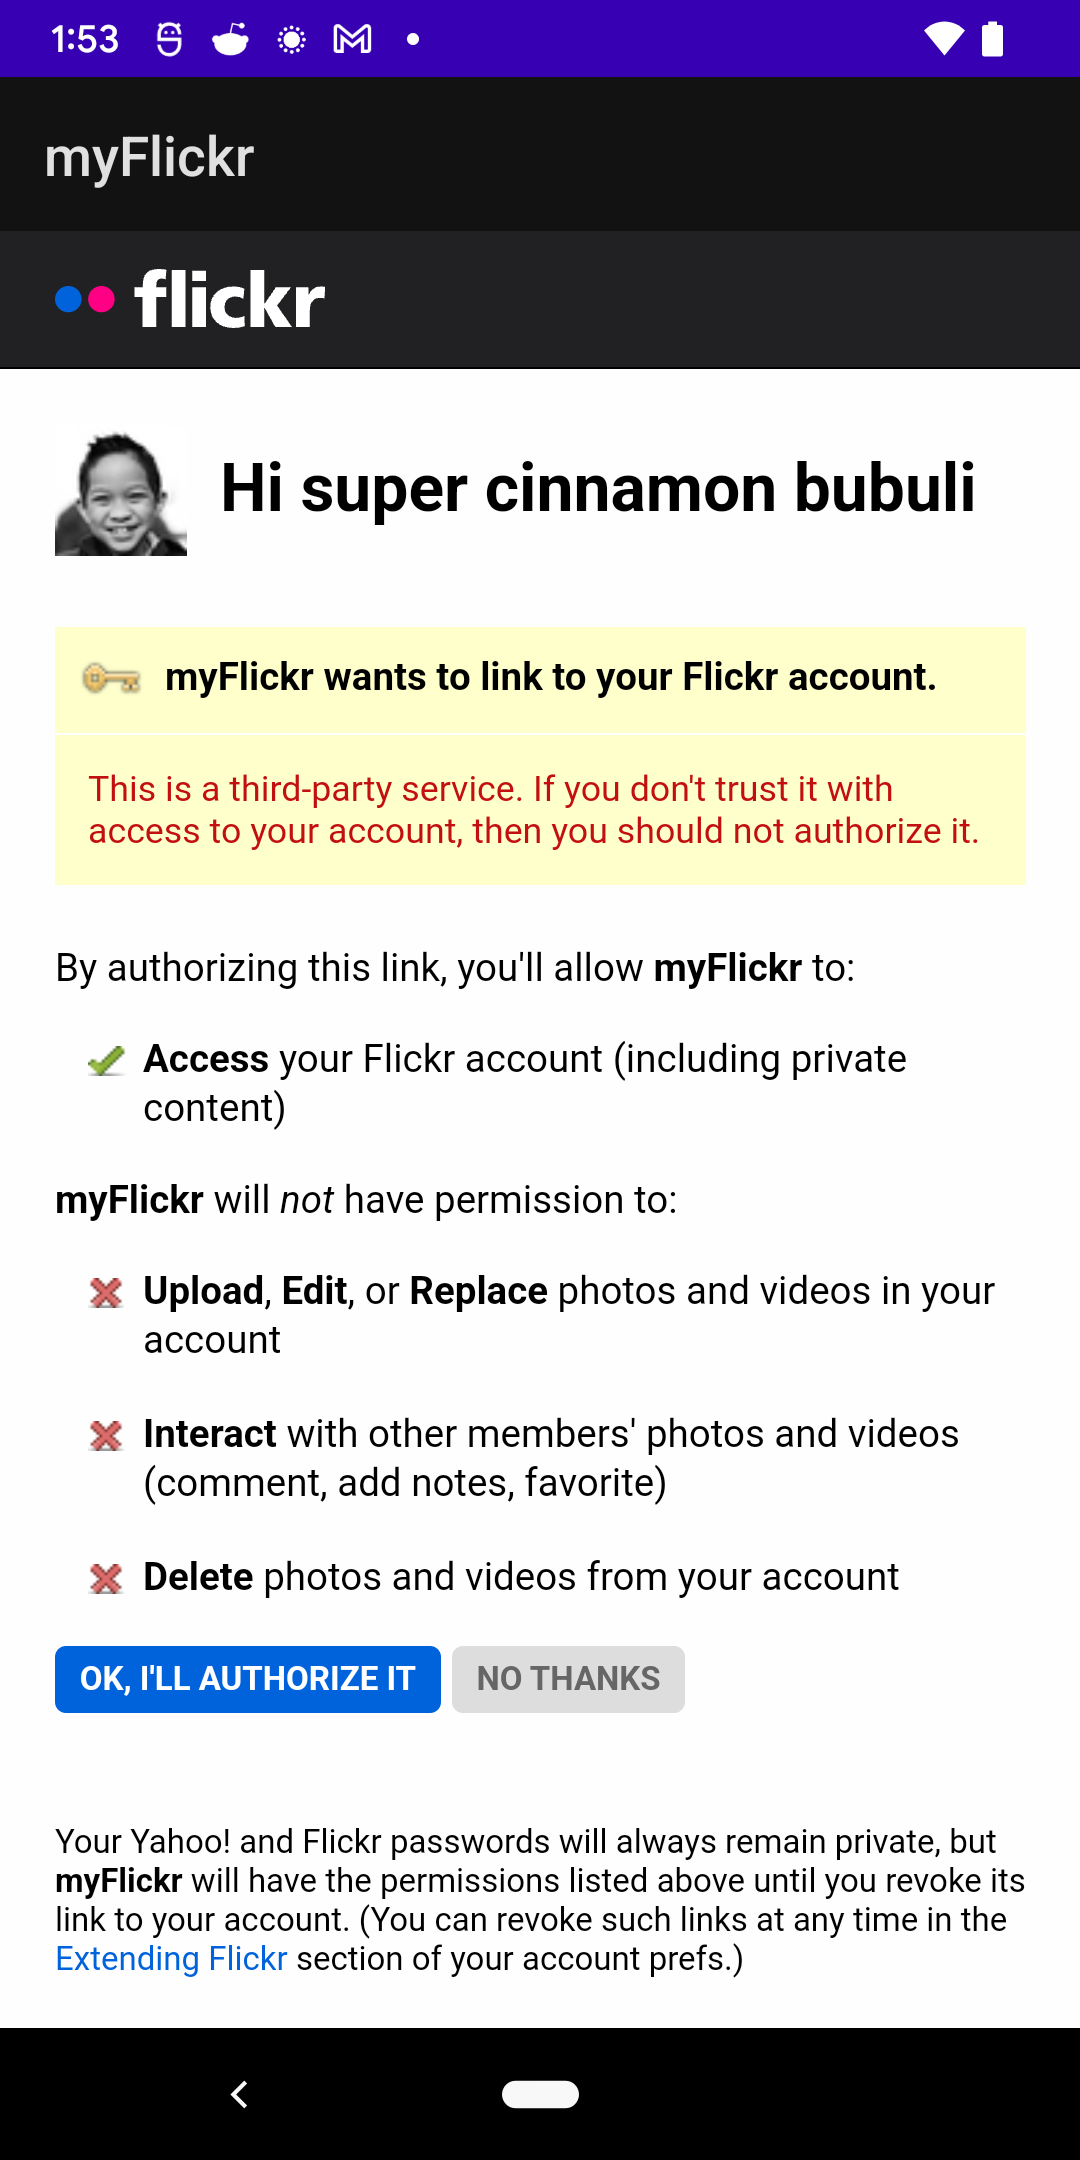 1:53
myFlickr
flickr
Hi super cinnamon bubuli
myFlickr wants to link to your Flickr account.
This is a third-party service. If you don't trust it with
access to your account, then you should not authorize it.
By authorizing this link, you'll allow myFlickr to:
Access your Flickr account (including private
content)
myFlickr will not have permission to:
Upload, Edit, or Replace photos and videos in your
account
Interact with other members' photos and videos
(comment, add notes, favorite)
Delete photos and videos from your account
OK, I'LL AUTHORIZE IT NO THANKS
Your Yahoo! and Flickr passwords will always remain private, but
myFlickr will have the permissions listed above until you revoke its
link to your account. (You can revoke such links at any time in the
Extending Flickr section of your account prefs.)